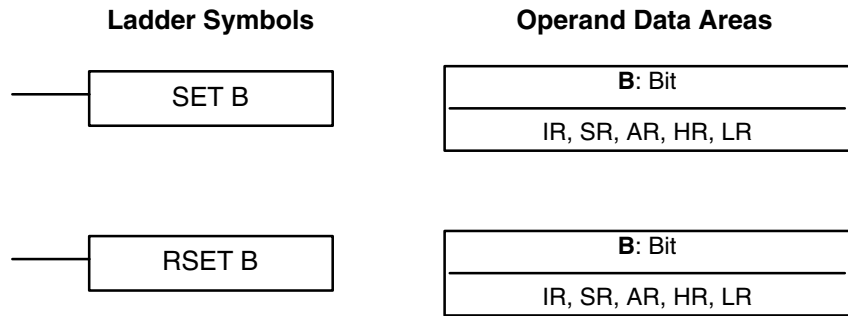 Ladder Symbols
Operand Data Areas
SET B
B: Bit
IR, SR, AR, HR, LR
RSET B
B: Bit
IR, SR, AR, HR, LR